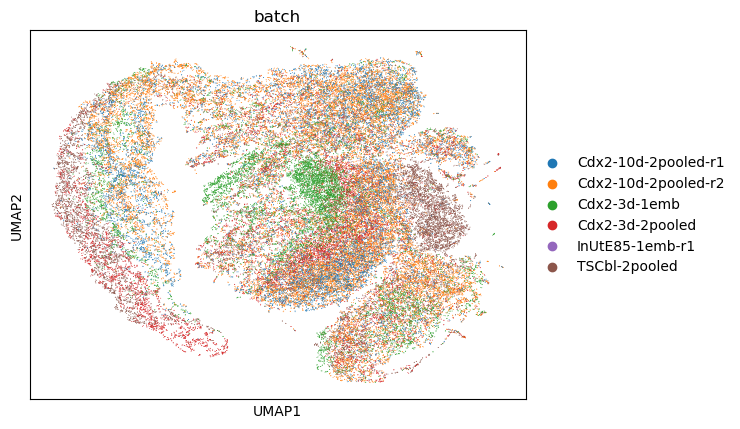 batch
UMAP2
UMAP1
Cdx2-10d-2pooled-r1
Cdx2-10d-2pooled-r2
Cdx2-3d-1emb
Cdx2-3d-2pooled
InUtE85-1emb-r1
TSCbl-2pooled